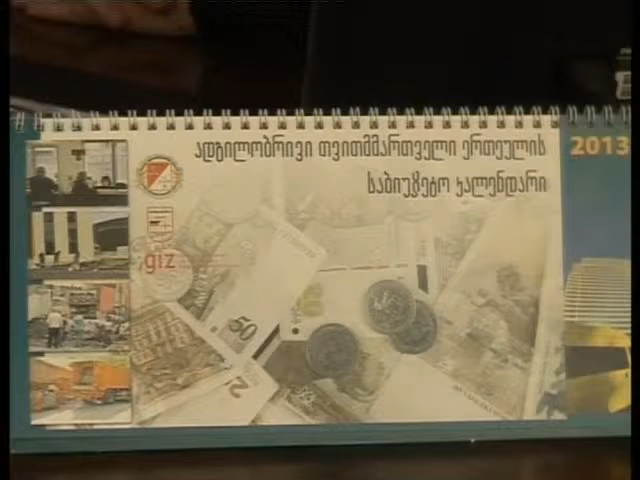 ადგილობრივი თვითმმართველი ერთეულის
საბიუჯეტო კალენდარი
2013
giz
50